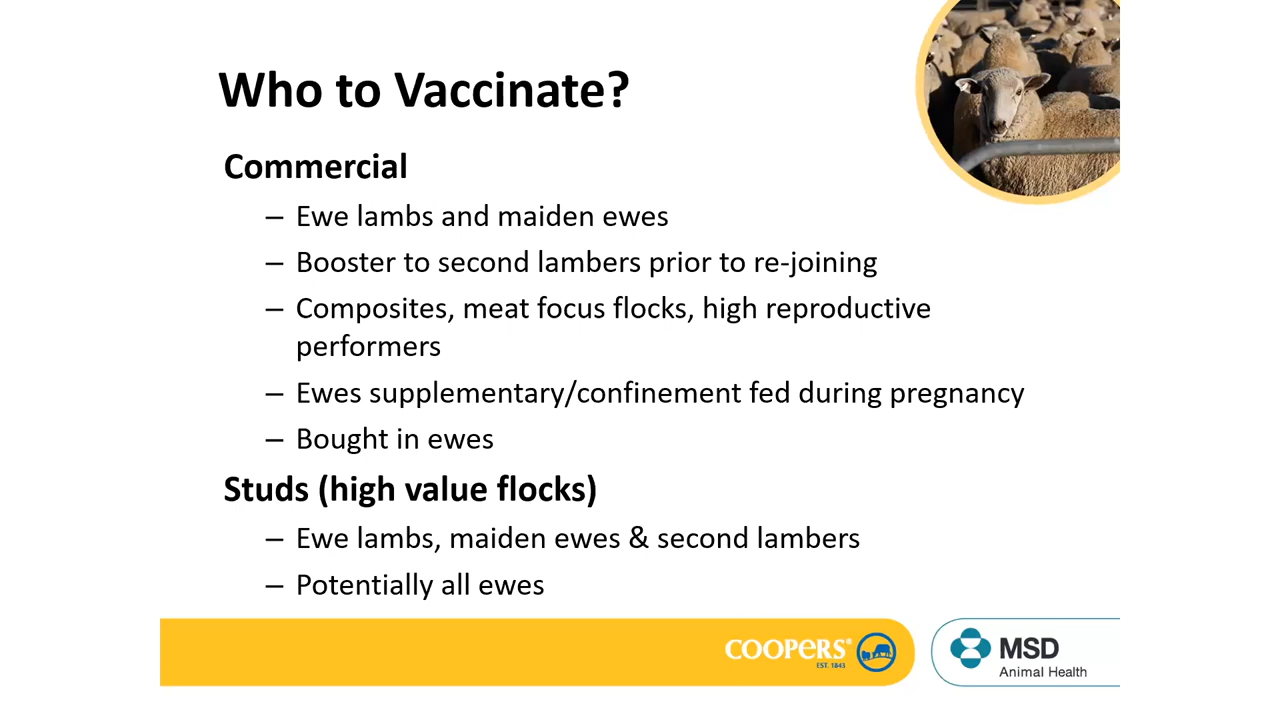 Who to Vaccinate?
Commercial
– Ewe lambs and maiden ewes
– Booster to second lambers prior to re-joining
– Composites, meat focus flocks, high reproductive
performers
– Ewes supplementary/confinement fed during pregnancy
– Bought in ewes
Studs (high value flocks)
– Ewe lambs, maiden ewes & second lambers
– Potentially all ewes
COOPERS®
EST. 1843
MSD
Animal Health